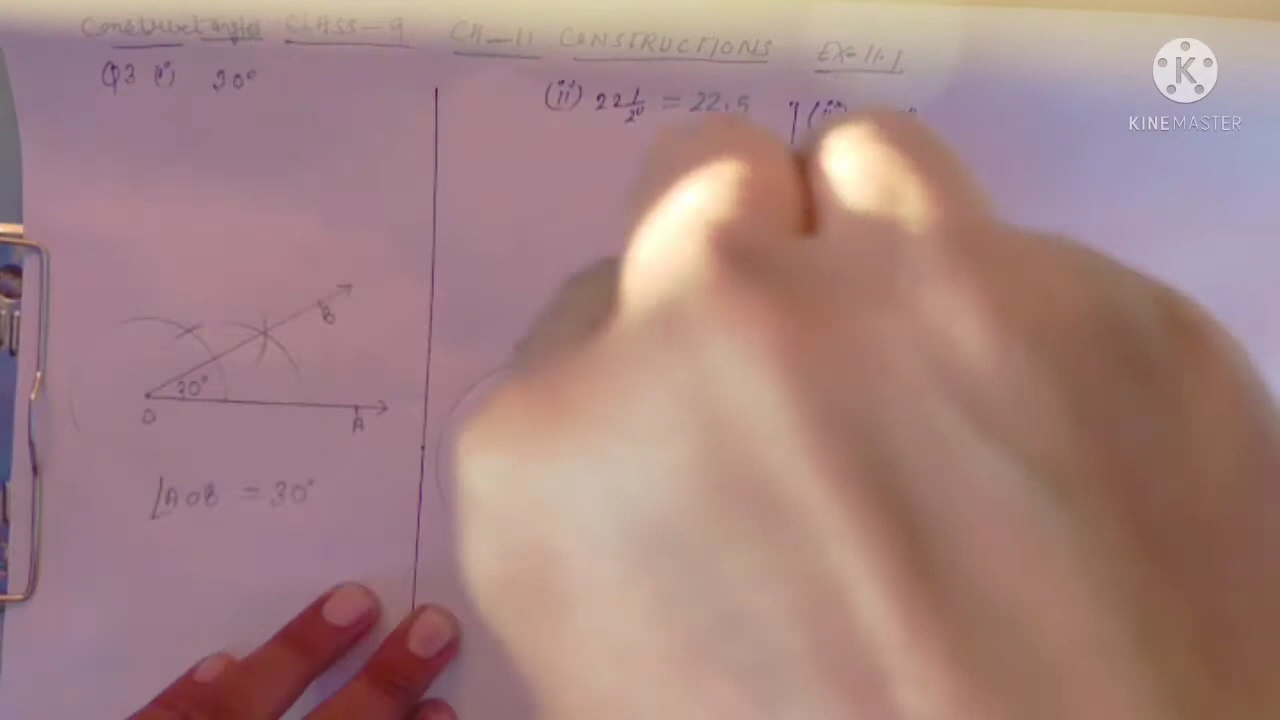 Construct angles CLASS-9 CH-11 CONSTRUCTIONS EX-11.1
Q3 (i) 30°
(ii) 22 1/2° = 22.5
K
KINEMASTER
B
30°
O
A
∠AOB = 30°